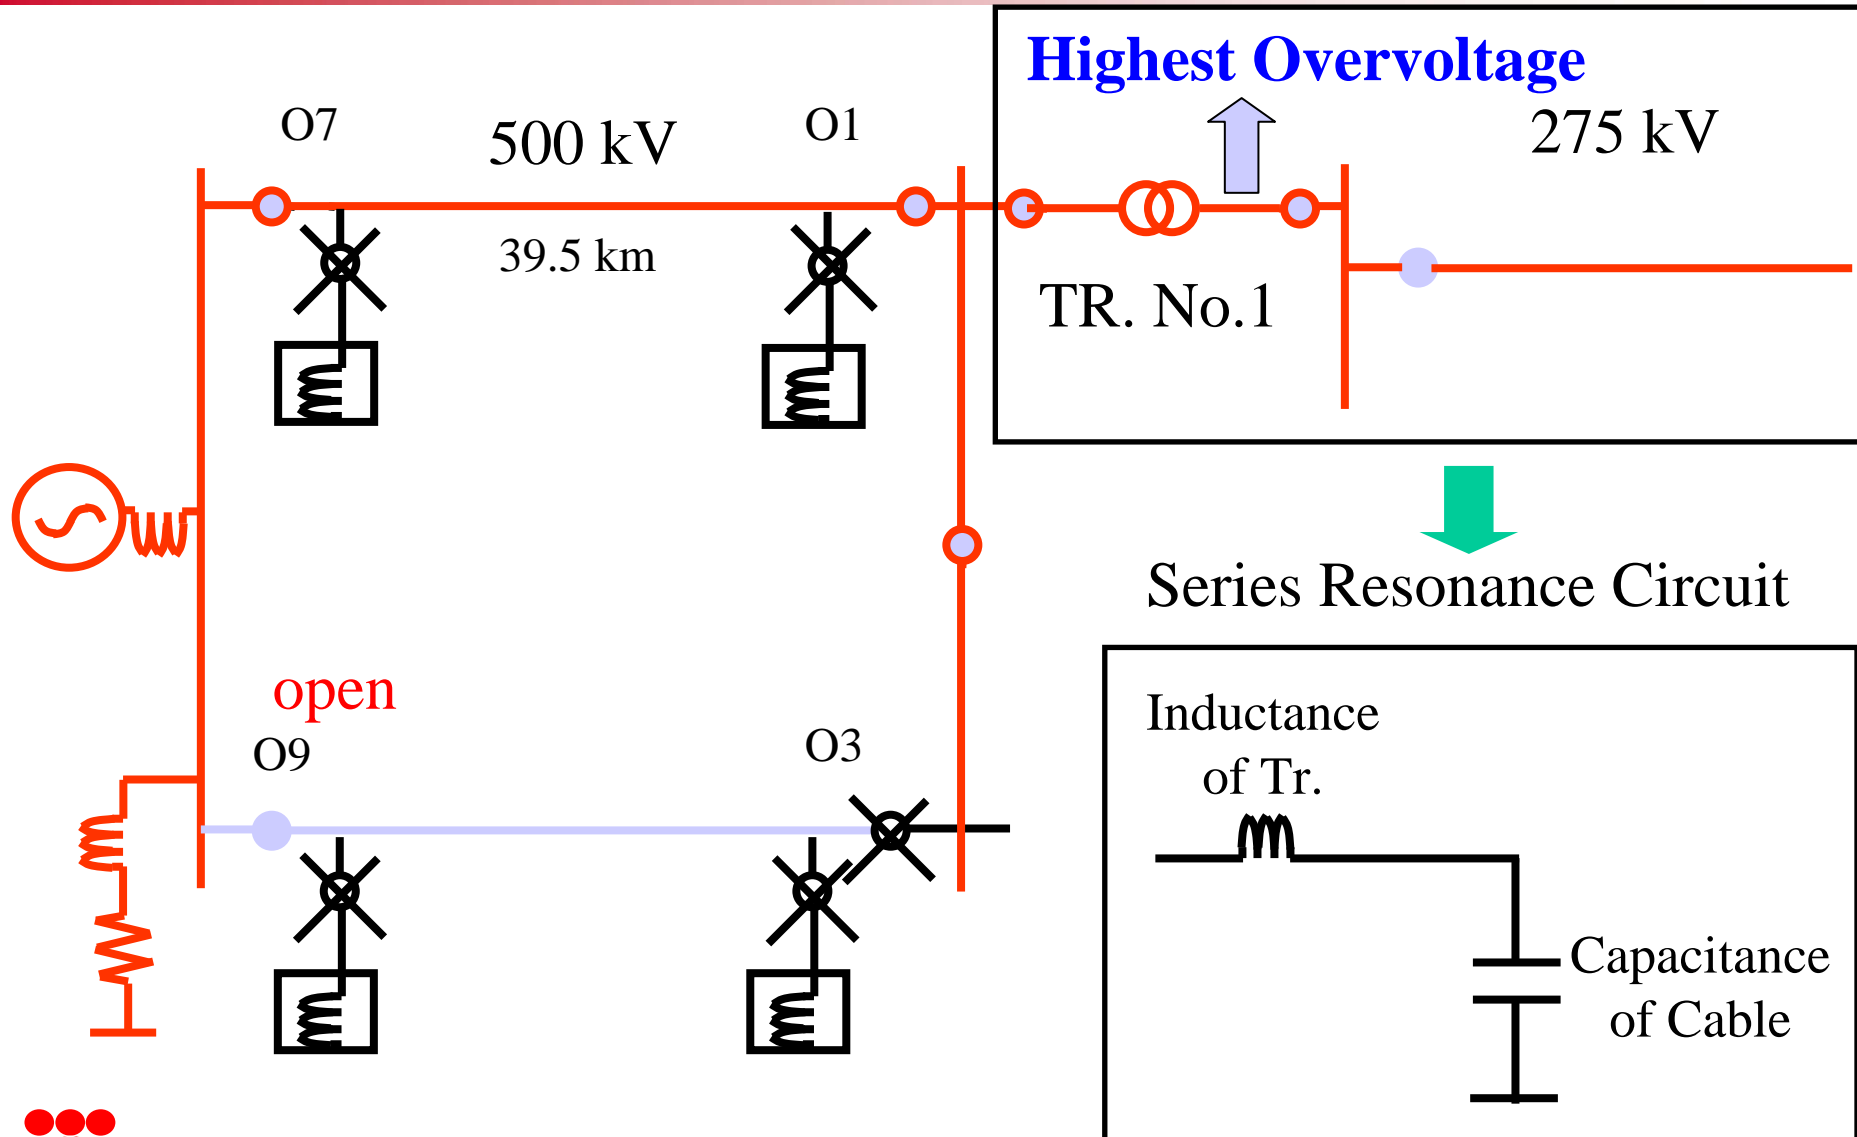 Highest Overvoltage
O7
500 kV
O1
275 kV
39.5 km
TR. No.1
Series Resonance Circuit
open
O9
O3
Inductance
of Tr.
Capacitance
of Cable